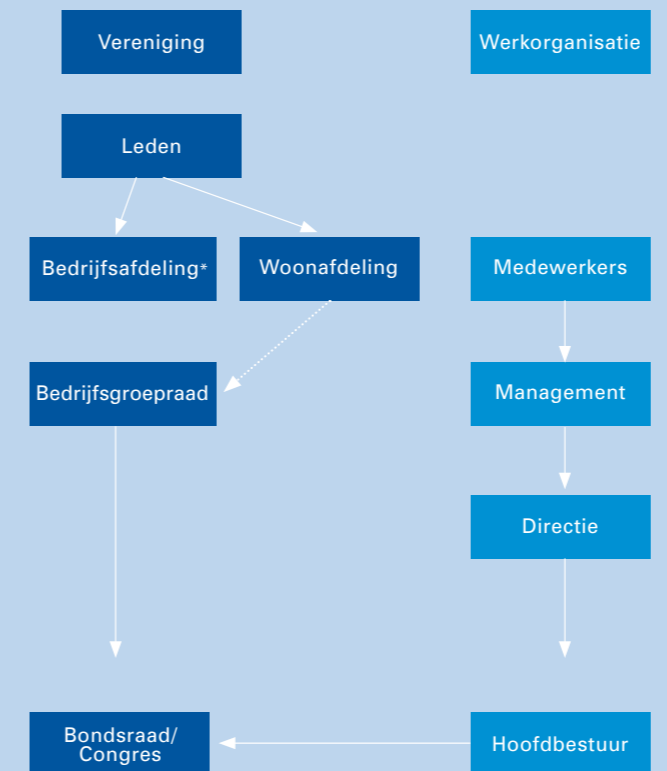 Vereniging
Werkorganisatie
Leden
Bedrijfsafdeling*
Woonafdeling
Medewerkers
Bedrijfsgroepraad
Management
Directie
Bondsraad/
Congres
Hoofdbestuur